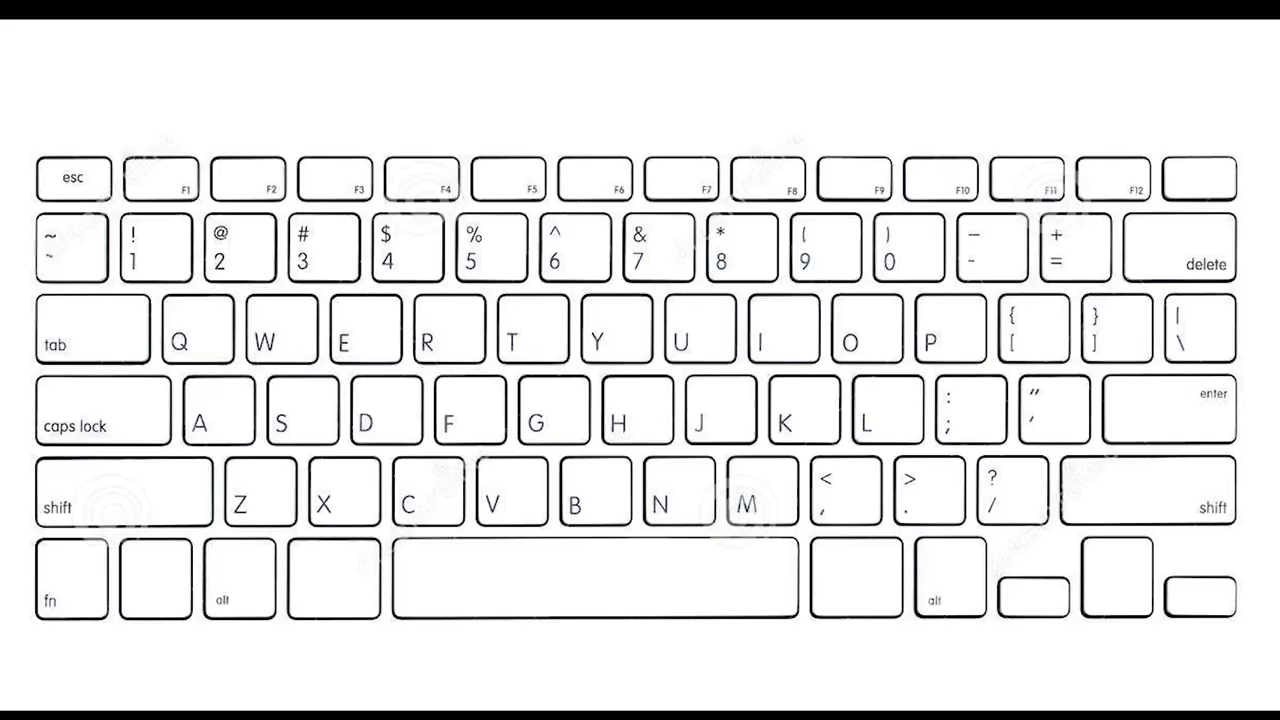 esc F1 F2 F3 F4 F5 F6 F7 F8 F9 F10 F11 F12
~ ! @ # $ % ^ & * ( ) – +
` 1 2 3 4 5 6 7 8 9 0 - = delete
tab Q W E R T Y U I O P { [ } ] | \
caps lock A S D F G H J K L : ; " ' enter
shift Z X C V B N M < , > . ? / shift
fn alt alt